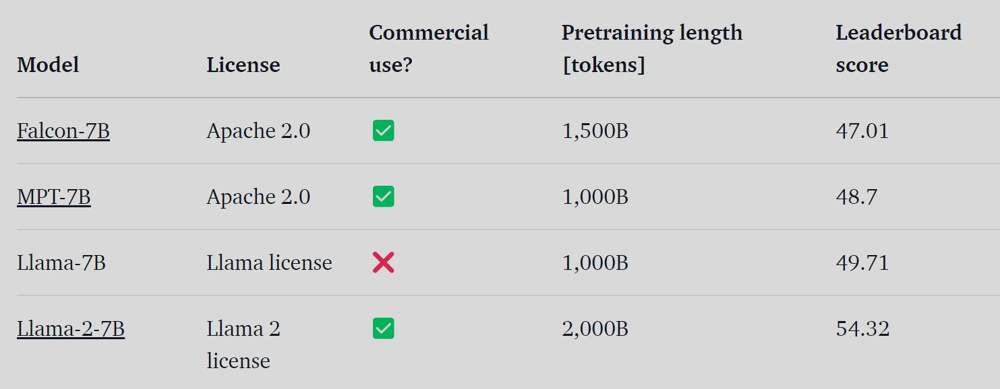 Model License Commercial use? Pretraining length [tokens] Leaderboard score
Falcon-7B Apache 2.0 ✅ 1,500B 47.01
MPT-7B Apache 2.0 ✅ 1,000B 48.7
Llama-7B Llama license ❌ 1,000B 49.71
Llama-2-7B Llama 2 license ✅ 2,000B 54.32